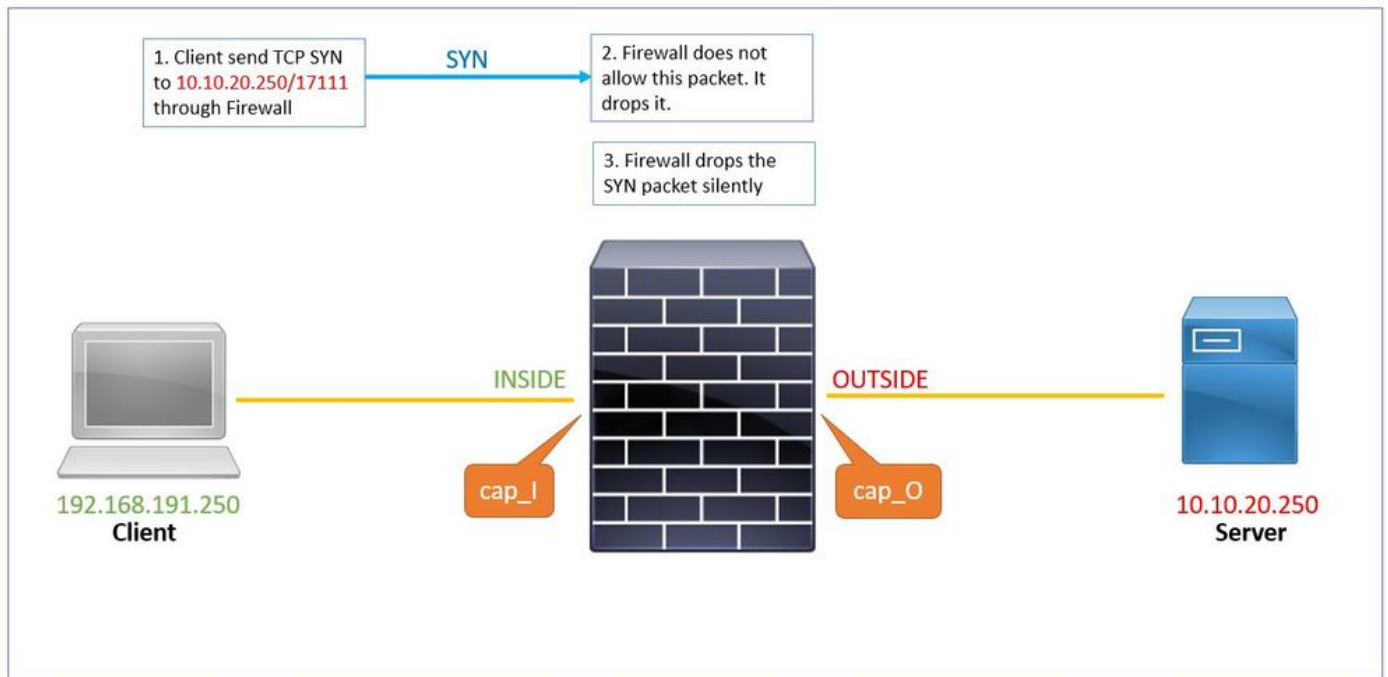 1. Client send TCP SYN
to 10.10.20.250/17111
through Firewall
SYN
2. Firewall does not
allow this packet. It
drops it.
3. Firewall drops the
SYN packet silently
INSIDE
OUTSIDE
cap_I
cap_O
192.168.191.250
Client
10.10.20.250
Server